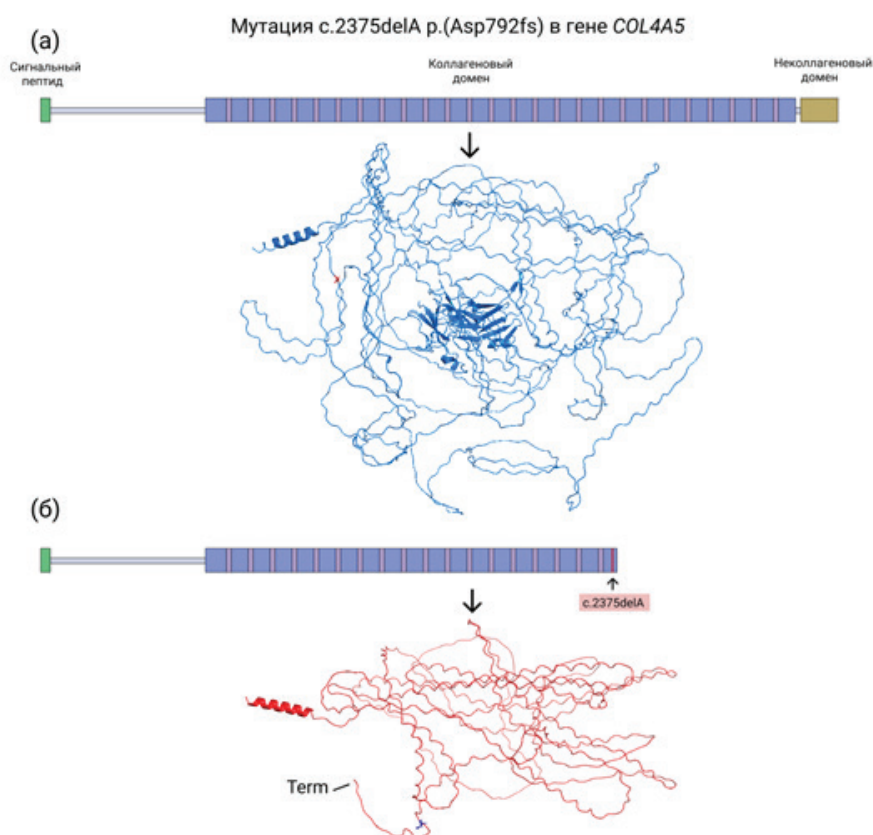 Мутация c.2375delA p.(Asp792fs) в гене COL4A5
(а)
Сигнальный
пептид
Коллагеновый
домен
Неколлагеновый
домен
(б)
c.2375delA
Term